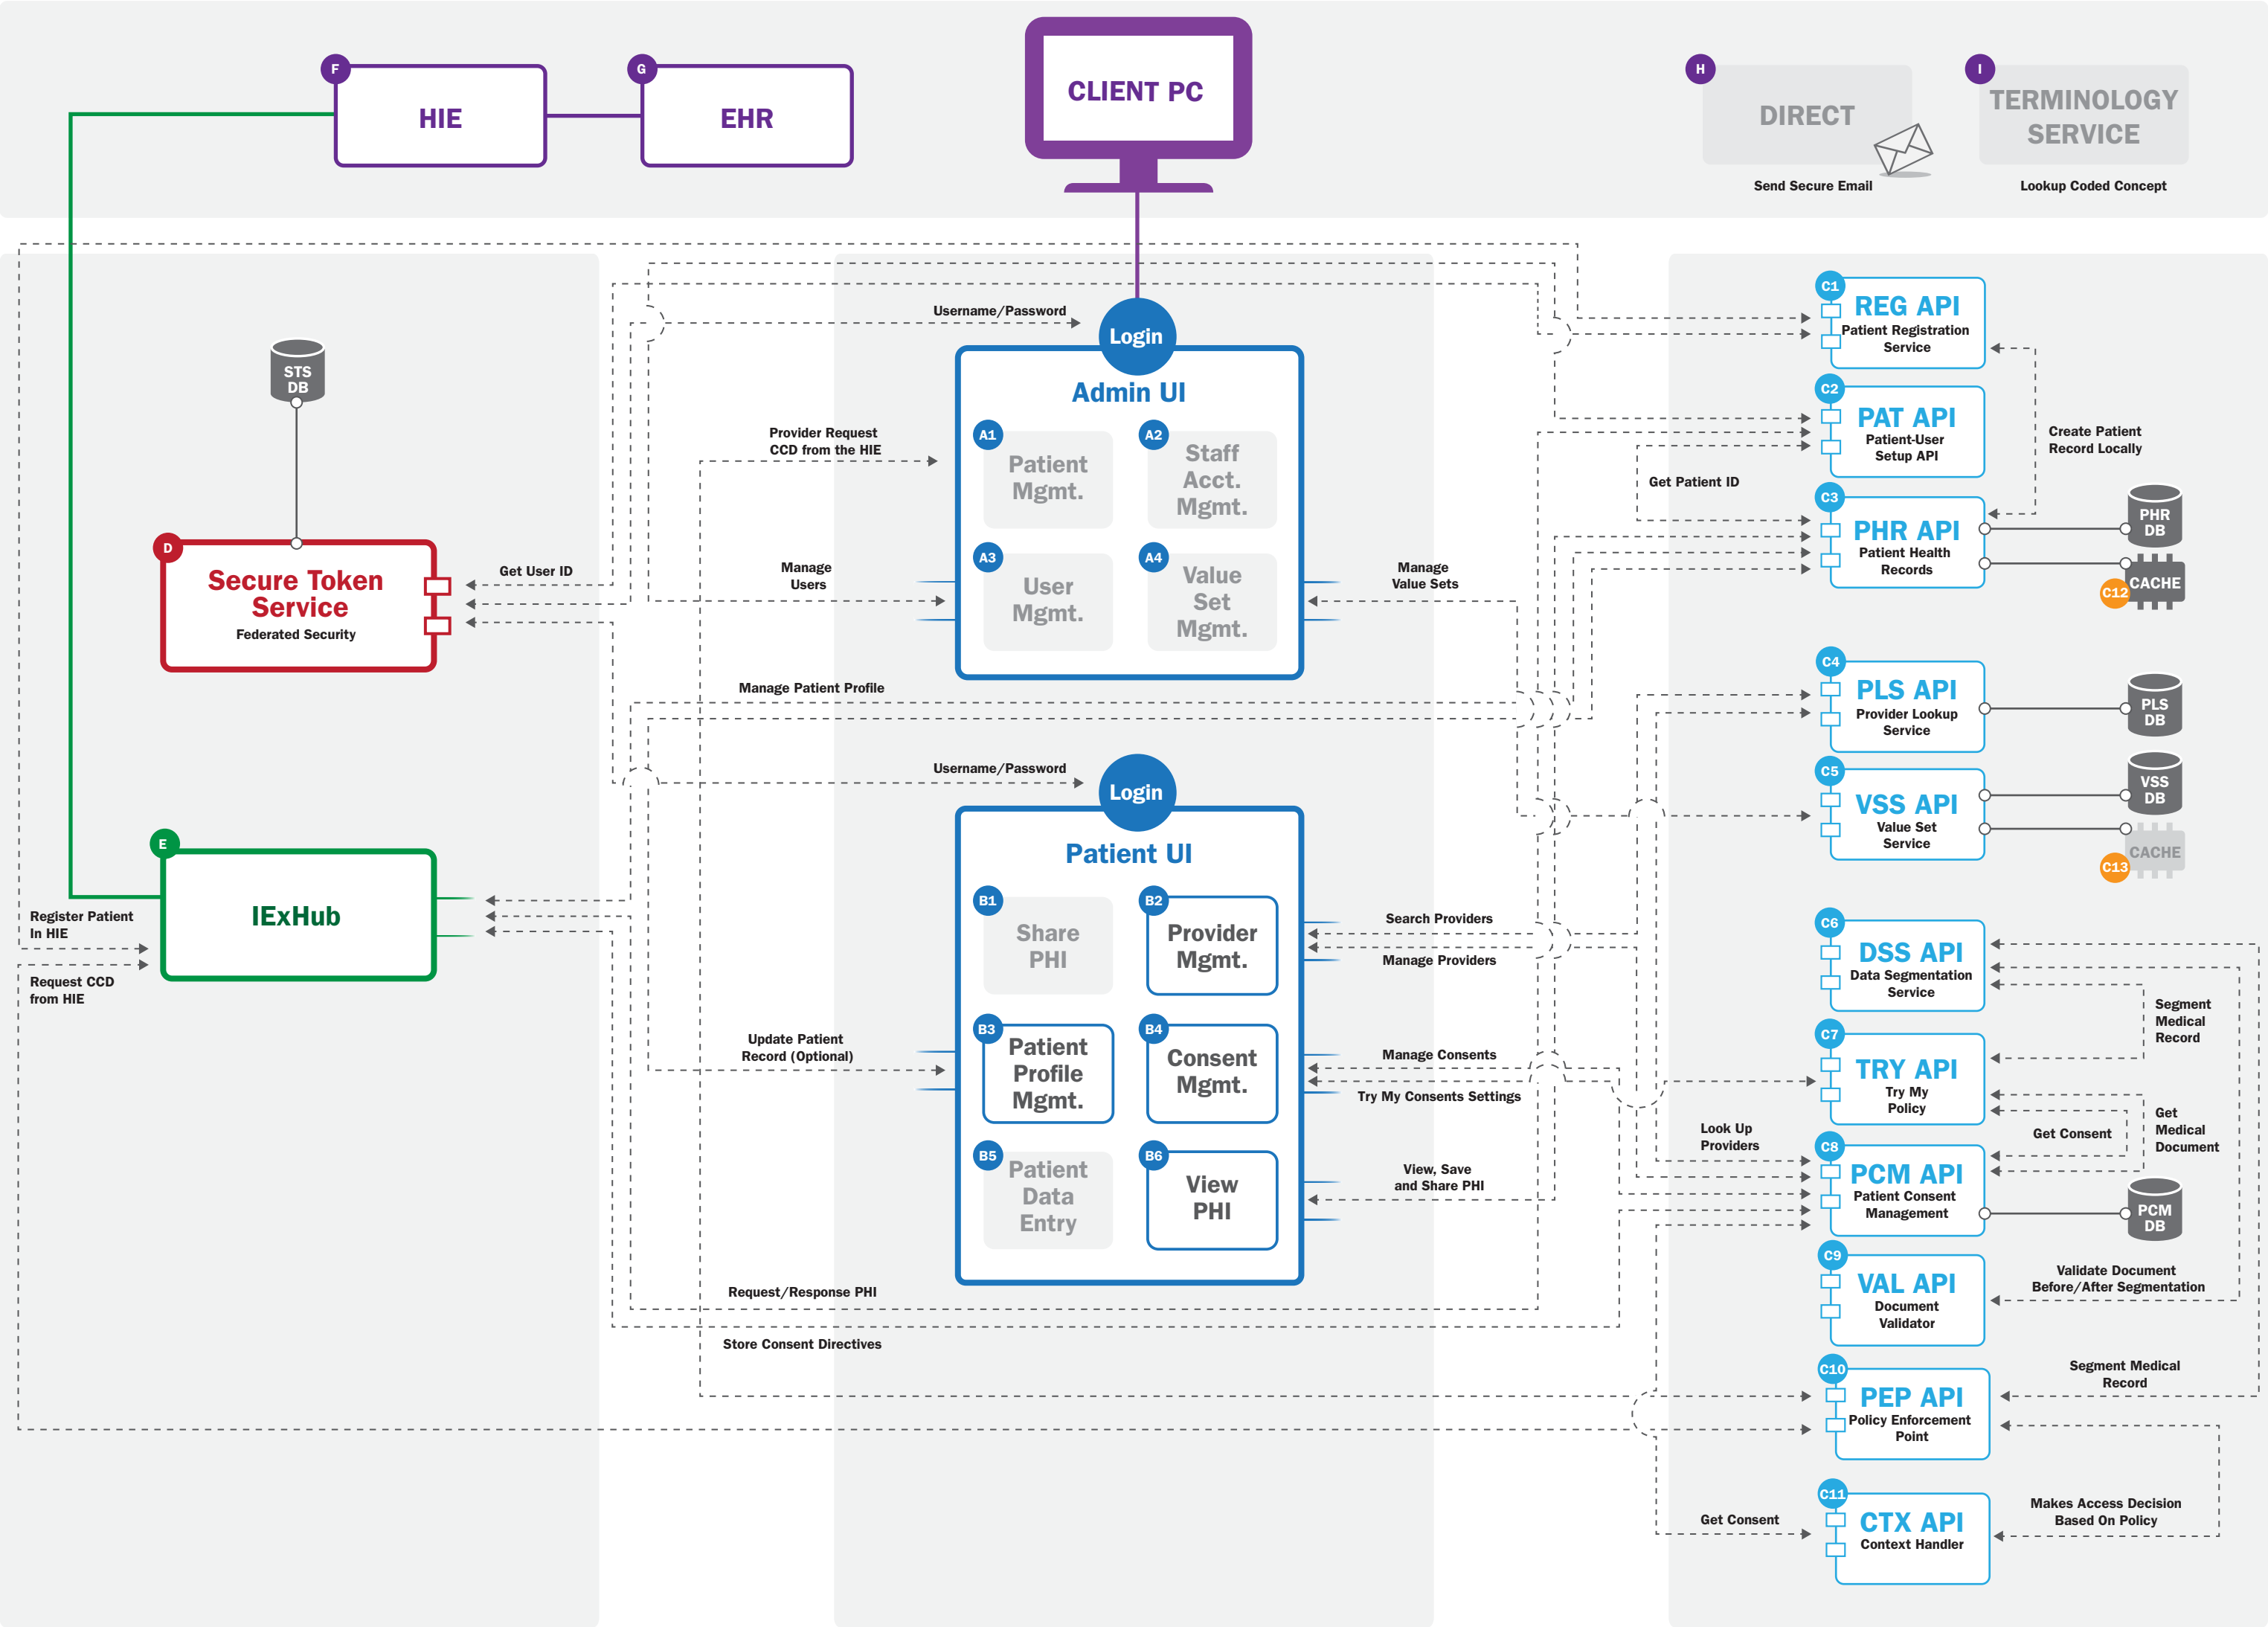 F
HIE
G
EHR
CLIENT PC
H
DIRECT
Send Secure Email
I
TERMINOLOGY
SERVICE
Lookup Coded Concept
STS
DB
D
Secure Token
Service
Federated Security
Get User ID
E
IExHub
Register Patient
In HIE
Request CCD
from HIE
Username/Password
Provider Request
CCD from the HIE
Manage
Users
Manage Patient Profile
Username/Password
Update Patient
Record (Optional)
Request/Response PHI
Store Consent Directives
Login
Admin UI
A1
Patient
Mgmt.
A2
Staff
Acct.
Mgmt.
A3
User
Mgmt.
A4
Value
Set
Mgmt.
Login
Patient UI
B1
Share
PHI
B2
Provider
Mgmt.
B3
Patient
Profile
Mgmt.
B4
Consent
Mgmt.
B5
Patient
Data
Entry
B6
View
PHI
Manage
Value Sets
Search Providers
Manage Providers
Manage Consents
Try My Consents Settings
View, Save
and Share PHI
Get Patient ID
Look Up
Providers
Get Consent
C1
REG API
Patient Registration
Service
C2
PAT API
Patient-User
Setup API
Create Patient
Record Locally
C3
PHR API
Patient Health
Records
PHR
DB
C12
CACHE
C4
PLS API
Provider Lookup
Service
PLS
DB
C5
VSS API
Value Set
Service
VSS
DB
C13
CACHE
C6
DSS API
Data Segmentation
Service
Segment
Medical
Record
C7
TRY API
Try My
Policy
Get Consent
Get
Medical
Document
C8
PCM API
Patient Consent
Management
PCM
DB
C9
VAL API
Document
Validator
Validate Document
Before/After Segmentation
C10
PEP API
Policy Enforcement
Point
Segment Medical
Record
C11
CTX API
Context Handler
Makes Access Decision
Based On Policy